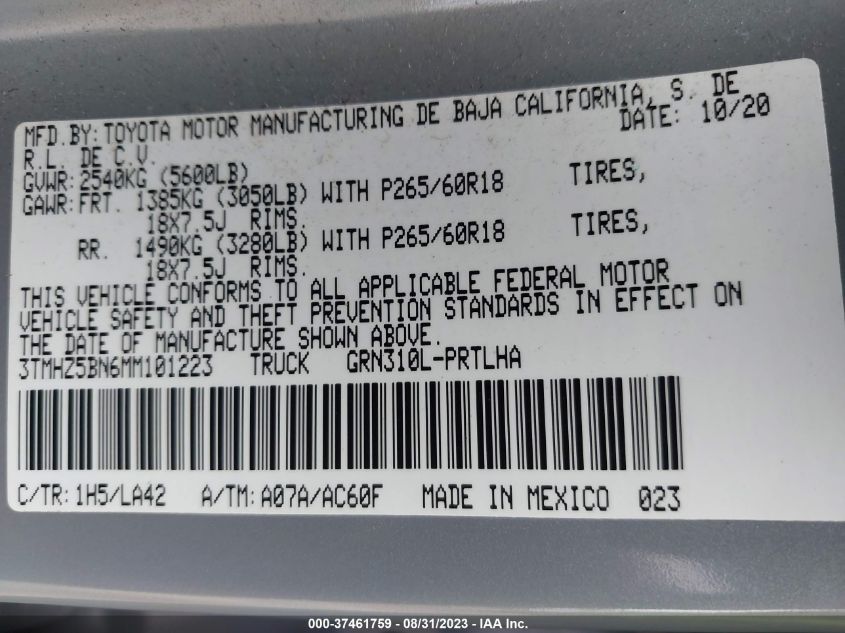 MFD.BY: TOYOTA MOTOR MANUFACTURING DE BAJA CALIFORNIA, S. DE
R.L. DE C.V. DATE: 10/20
GVWR: 2540KG (5600LB)
GAWR: FRT. 1385KG (3050LB) WITH P265/60R18 TIRES,
18X7.5J RIMS.
RR. 1490KG (3280LB) WITH P265/60R18 TIRES,
18X7.5J RIMS.
THIS VEHICLE CONFORMS TO ALL APPLICABLE FEDERAL MOTOR
VEHICLE SAFETY AND THEFT PREVENTION STANDARDS IN EFFECT ON
THE DATE OF MANUFACTURE SHOWN ABOVE.
3TMHZ5BN6MM101223 TRUCK GRN310L-PRTLHA
C/TR: 1H5/LA42 A/TM: A07A/AC60F MADE IN MEXICO 023
000-37461759 - 08/31/2023 - IAA Inc.